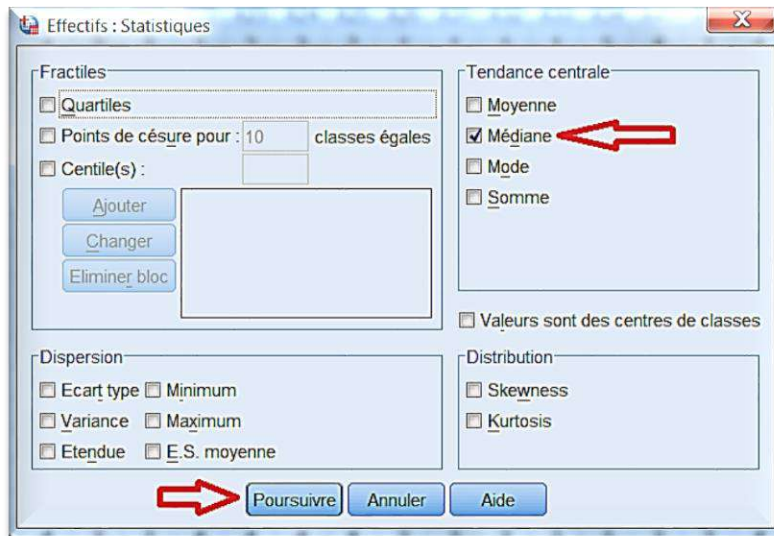 Effectifs : Statistiques
Fractiles
Quartiles
Points de césure pour : 10 classes égales
Centile(s) :
Ajouter
Changer
Eliminer bloc
Tendance centrale
Moyenne
Médiane
Mode
Somme
Valeurs sont des centres de classes
Dispersion
Ecart type Minimum
Variance Maximum
Etendue E.S. moyenne
Distribution
Skewness
Kurtosis
Poursuivre Annuler Aide